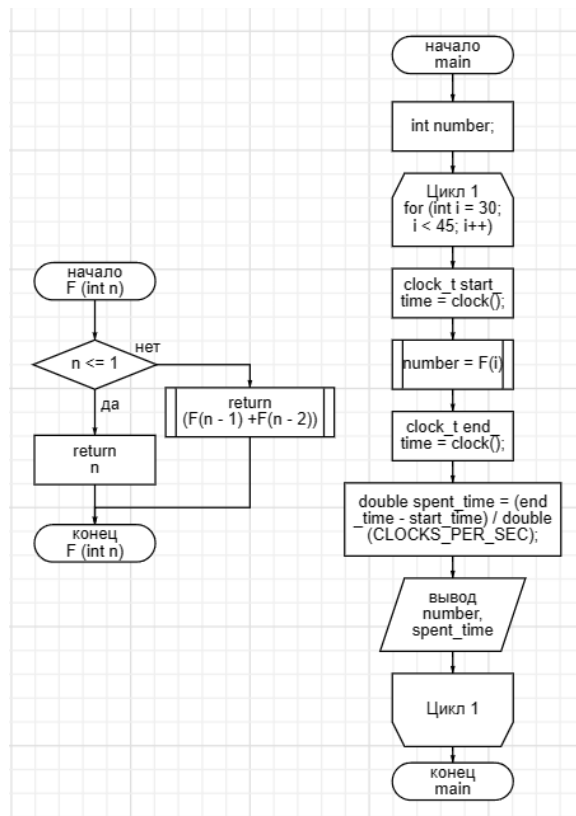 начало
F (int n)
n <= 1
нет
да
return
(F(n - 1) +F(n - 2))
return
n
конец
F (int n)
начало
main
int number;
Цикл 1
for (int i = 30;
i < 45; i++)
clock_t start_
time = clock();
number = F(i)
clock_t end_
time = clock();
double spent_time = (end
_time - start_time) / double
(CLOCKS_PER_SEC);
вывод
number,
spent_time
Цикл 1
конец
main